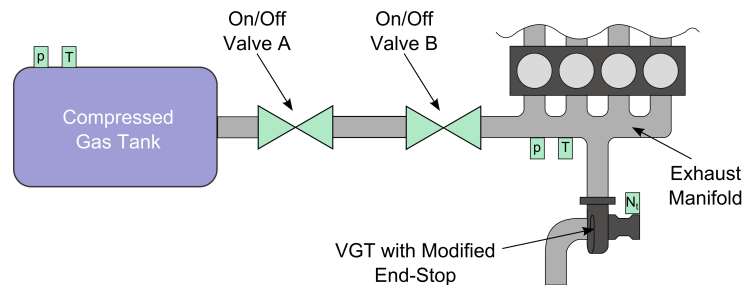 On/Off
Valve A
On/Off
Valve B
p T
Compressed
Gas Tank
p T
Exhaust
Manifold
Nt
VGT with Modified
End-Stop